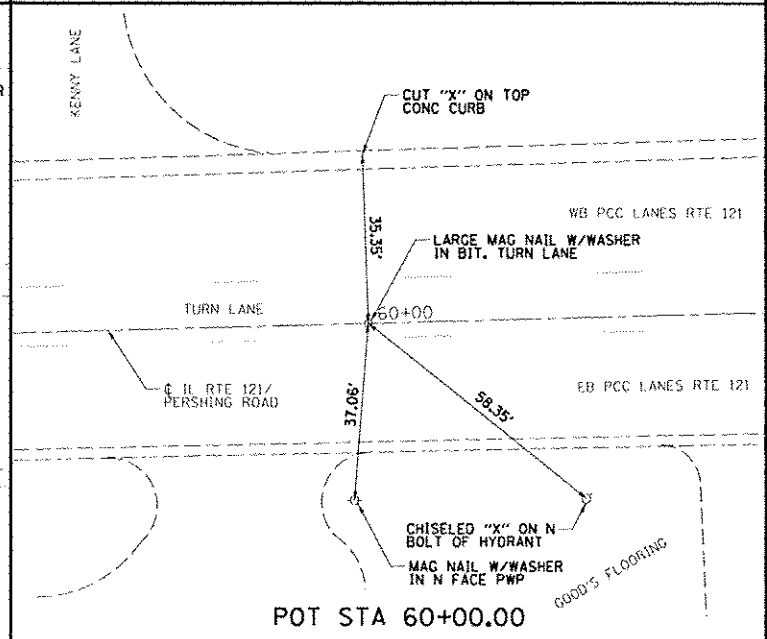 KENNY LANE
CUT "X" ON TOP
CONC CURB
35.35'
WB PCC LANES RTE 121
LARGE MAG NAIL W/WASHER
IN BIT. TURN LANE
TURN LANE
60+00
℄ IL RTE 121/
PERSHING ROAD
37.06'
58.35'
EB PCC LANES RTE 121
CHISELED "X" ON N
BOLT OF HYDRANT
MAG NAIL W/WASHER
IN N FACE PWP
GOOD'S FLOORING
POT STA 60+00.00